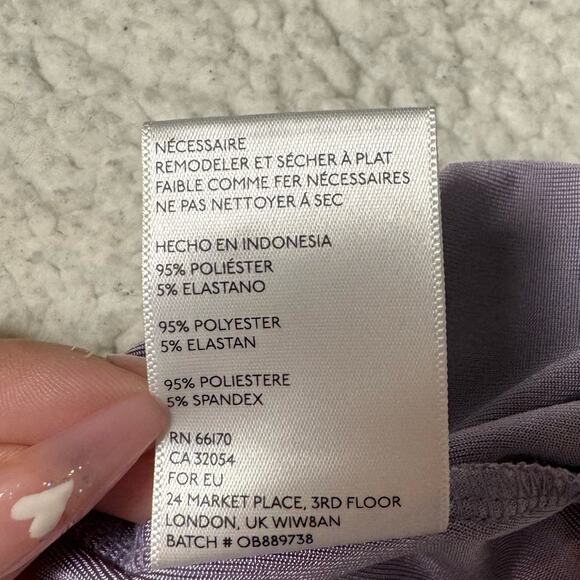 NÉCESSAIRE
REMODELER ET SÉCHER À PLAT
FAIBLE COMME FER NÉCESSAIRES
NE PAS NETTOYER À SEC
HECHO EN INDONESIA
95% POLIÉSTER
5% ELASTANO
95% POLYESTER
5% ELASTAN
95% POLIESTERE
5% SPANDEX
RN 66170
CA 32054
FOR EU
24 MARKET PLACE, 3RD FLOOR
LONDON, UK W1W8AN
BATCH # OB889738